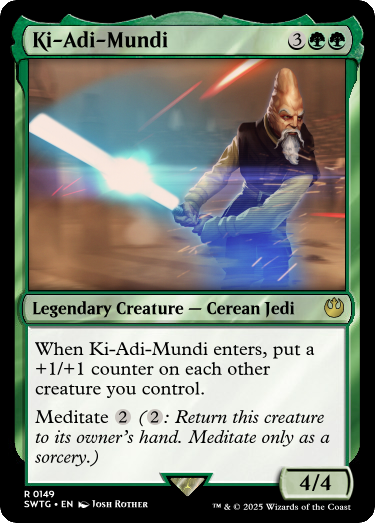 Ki-Adi-Mundi 3
Legendary Creature — Cerean Jedi
When Ki-Adi-Mundi enters, put a
+1/+1 counter on each other
creature you control.
Meditate 2 (2: Return this creature
to its owner's hand. Meditate only as a
sorcery.)
4/4
R 0149
SWTG • EN Josh Rother
™ & © 2025 Wizards of the Coast